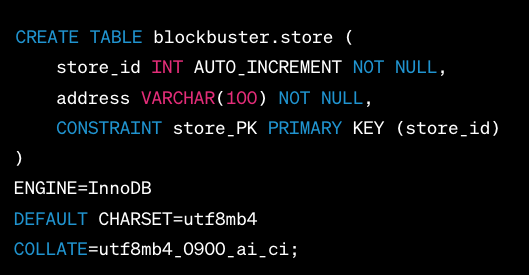 CREATE TABLE blockbuster.store (
    store_id INT AUTO_INCREMENT NOT NULL,
    address VARCHAR(100) NOT NULL,
    CONSTRAINT store_PK PRIMARY KEY (store_id)
)
ENGINE=InnoDB
DEFAULT CHARSET=utf8mb4
COLLATE=utf8mb4_0900_ai_ci;